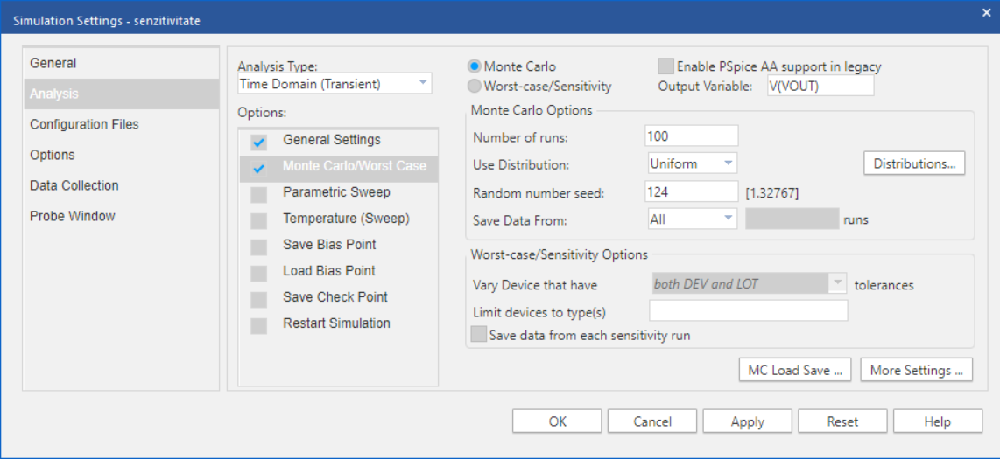 Simulation Settings - senzitivitate
General
Analysis
Configuration Files
Options
Data Collection
Probe Window
Analysis Type:
Time Domain (Transient)
Options:
General Settings
Monte Carlo/Worst Case
Parametric Sweep
Temperature (Sweep)
Save Bias Point
Load Bias Point
Save Check Point
Restart Simulation
Monte Carlo
Worst-case/Sensitivity
Enable PSpice AA support in legacy
Output Variable: V(VOUT)
Monte Carlo Options
Number of runs: 100
Use Distribution: Uniform Distributions...
Random number seed: 124 [1.32767]
Save Data From: All runs
Worst-case/Sensitivity Options
Vary Device that have both DEV and LOT tolerances
Limit devices to type(s)
Save data from each sensitivity run
MC Load Save ... More Settings ...
OK Cancel Apply Reset Help